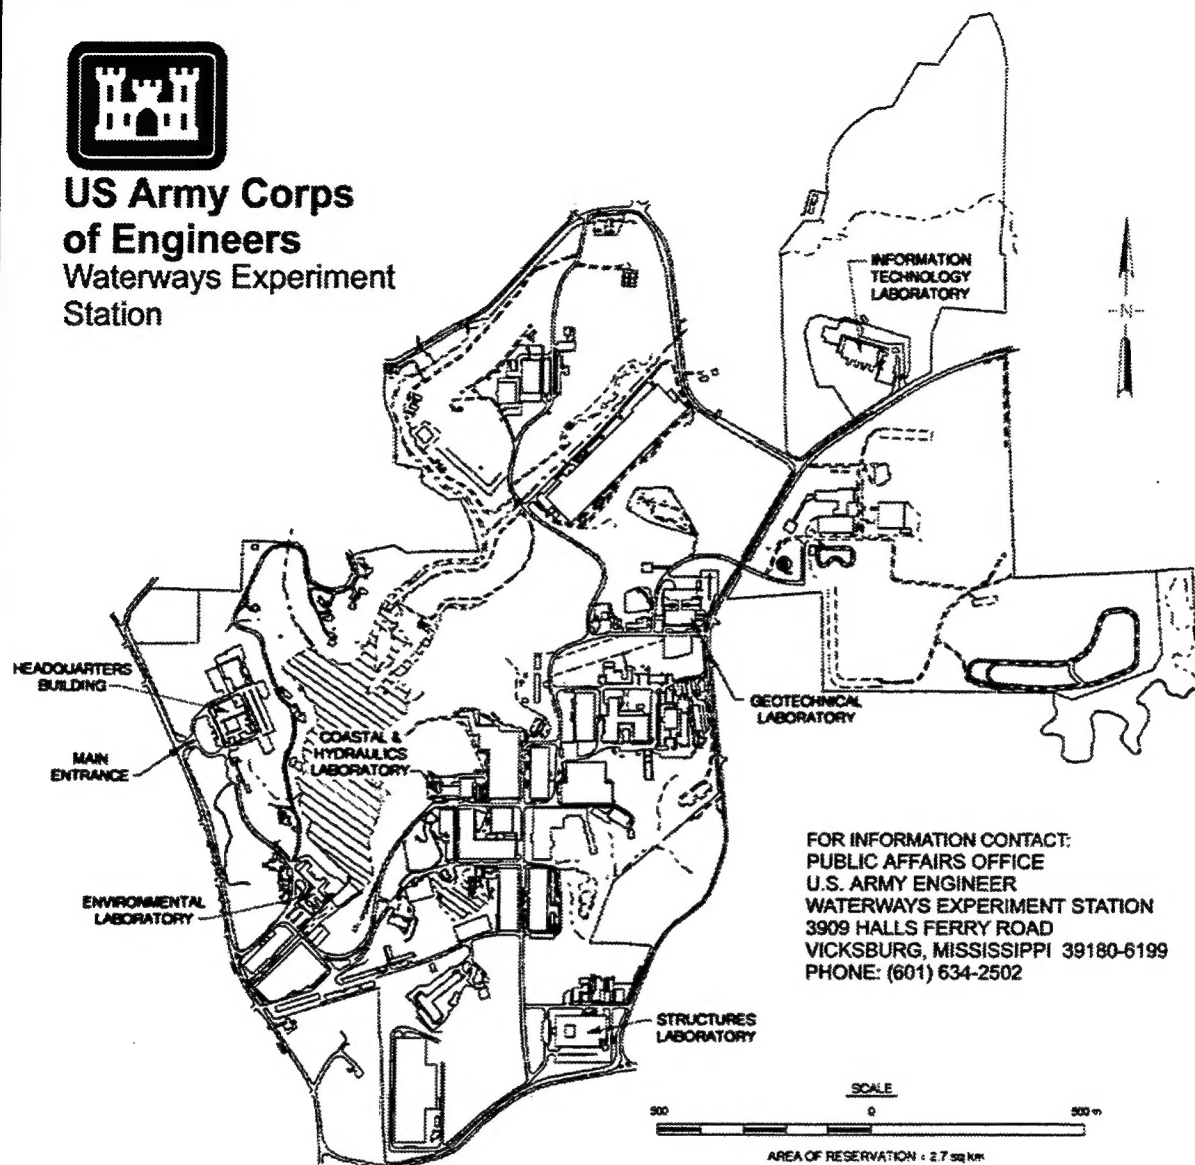 US Army Corps
of Engineers
Waterways Experiment
Station
INFORMATION
TECHNOLOGY
LABORATORY
-N-
HEADQUARTERS
BUILDING
MAIN
ENTRANCE
COASTAL &
HYDRAULICS
LABORATORY
GEOTECHNICAL
LABORATORY
ENVIRONMENTAL
LABORATORY
STRUCTURES
LABORATORY
FOR INFORMATION CONTACT:
PUBLIC AFFAIRS OFFICE
U.S. ARMY ENGINEER
WATERWAYS EXPERIMENT STATION
3909 HALLS FERRY ROAD
VICKSBURG, MISSISSIPPI 39180-6199
PHONE: (601) 634-2502
SCALE
500 0 500 m
AREA OF RESERVATION : 2.7 sq km